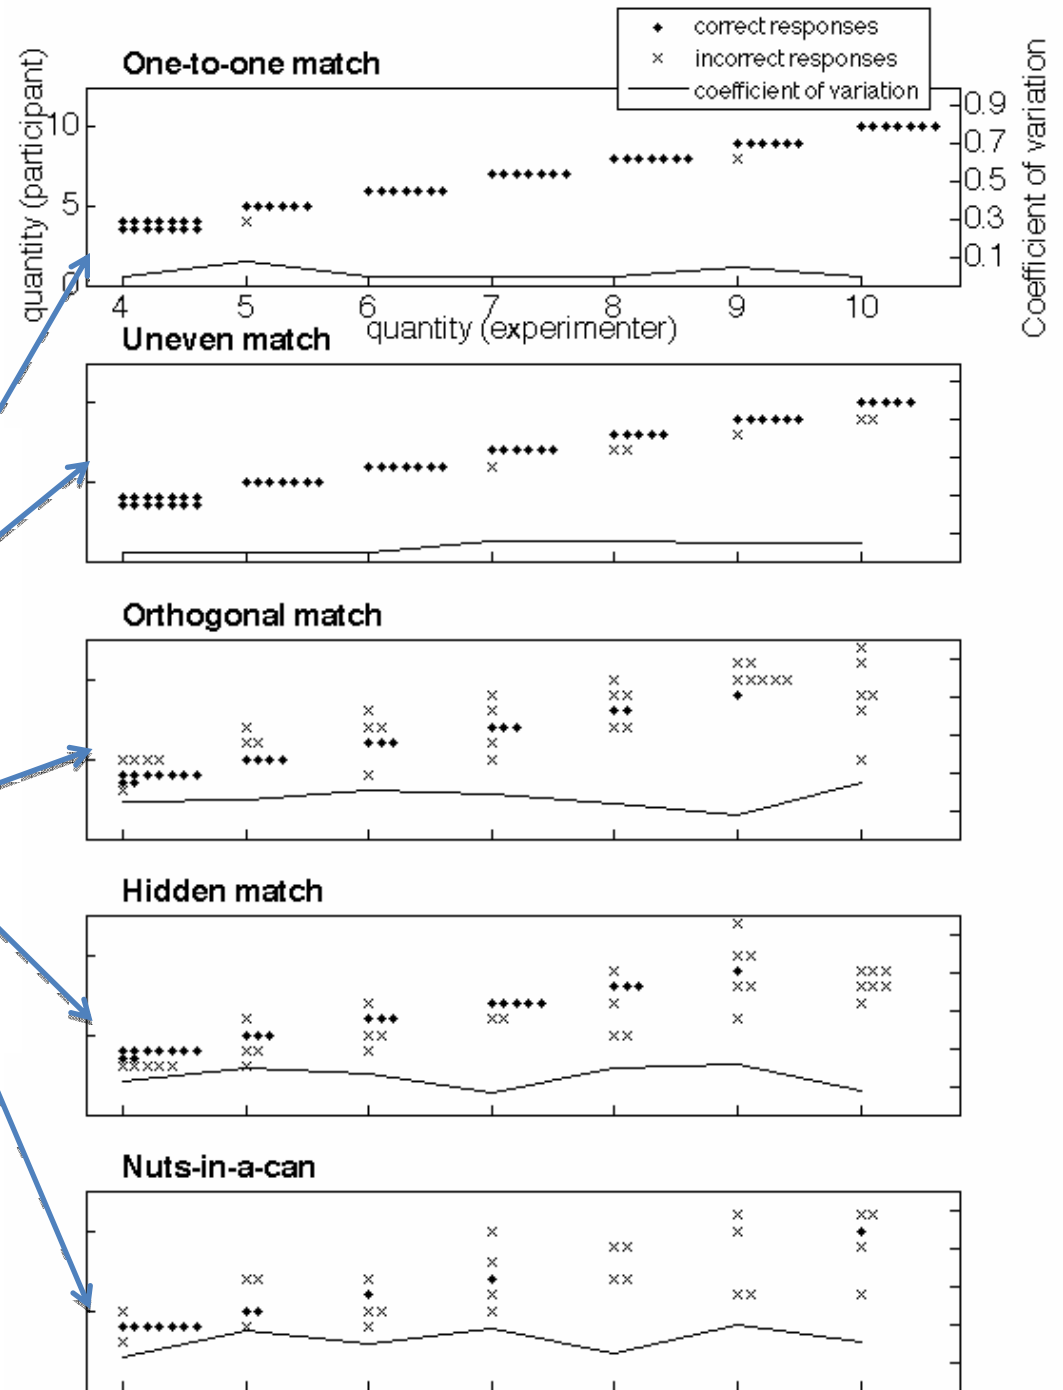 correct responses
incorrect responses
coefficient of variation
One-to-one match
quantity (participant)
10
5
0
0.9
0.7
0.5
0.3
0.1
Coefficient of variation
4 5 6 7 8 9 10
quantity (experimenter)
Uneven match
Orthogonal match
Hidden match
Nuts-in-a-can